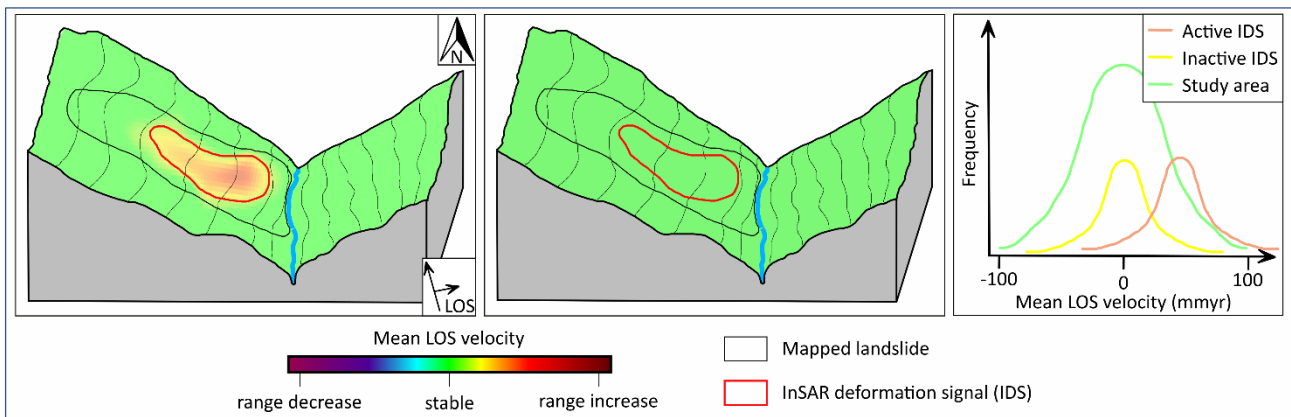 N
LOS
Active IDS
Inactive IDS
Study area
Frequency
-100
0
100
Mean LOS velocity (mmyr)
Mean LOS velocity
range decrease
stable
range increase
Mapped landslide
InSAR deformation signal (IDS)